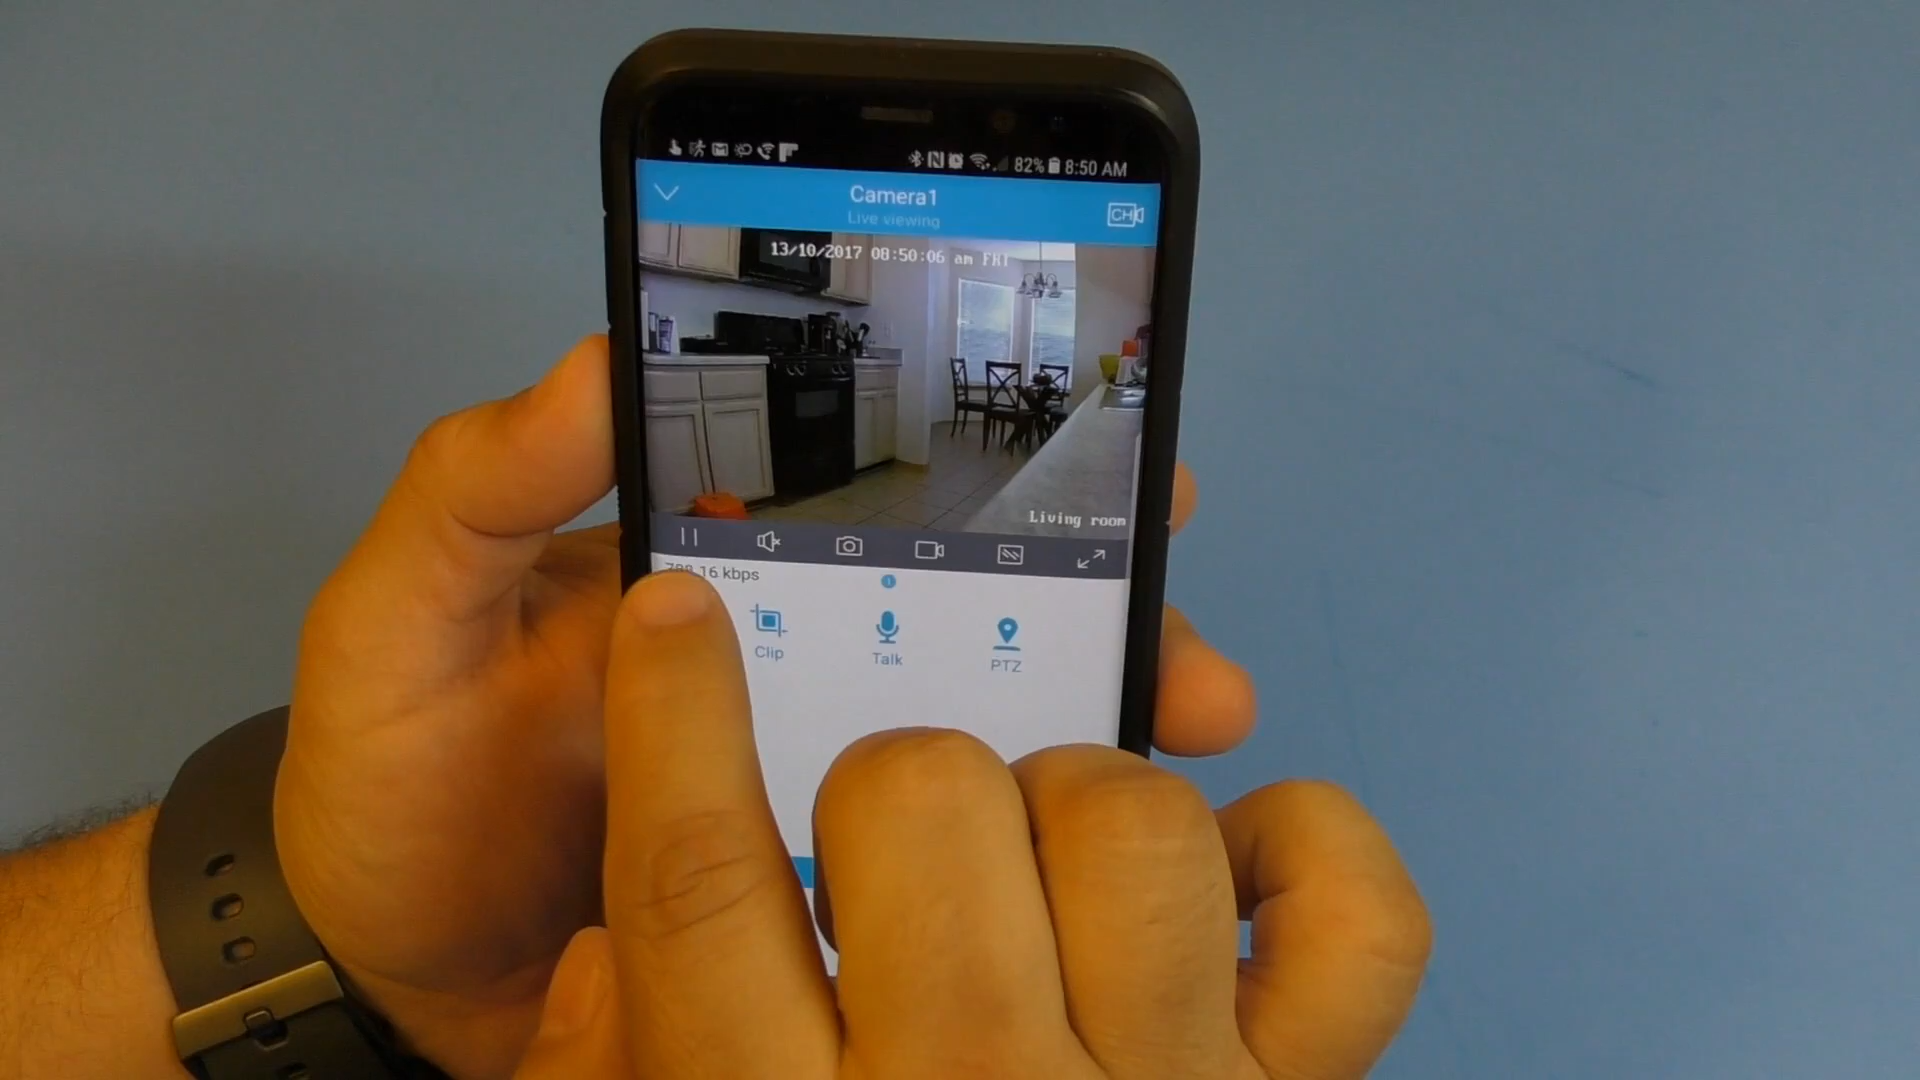 82% 8:50 AM
Camera1
Live viewing
CH
13/10/2017 08:50:06 am FRI
Living room
16 kbps
Clip
Talk
PTZ